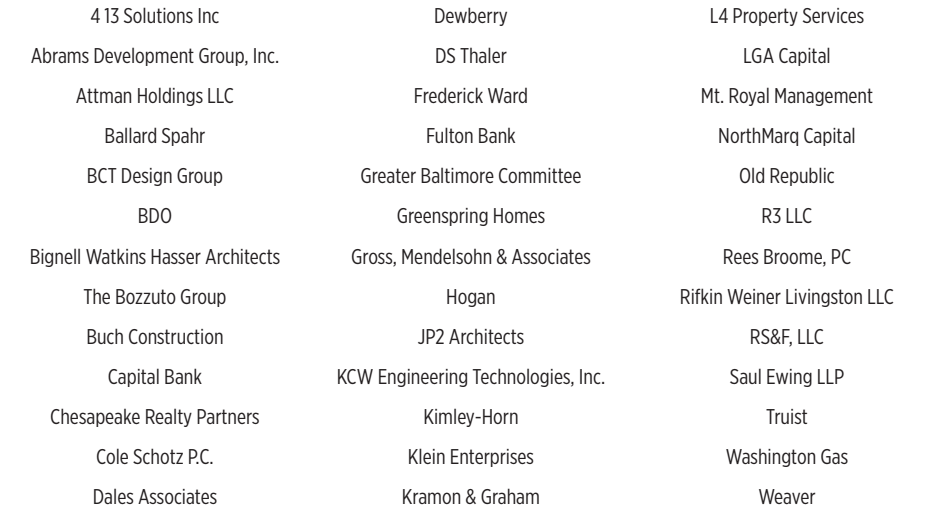 4 13 Solutions Inc
Abrams Development Group, Inc.
Attman Holdings LLC
Ballard Spahr
BCT Design Group
BDO
Bignell Watkins Hasser Architects
The Bozzuto Group
Buch Construction
Capital Bank
Chesapeake Realty Partners
Cole Schotz P.C.
Dales Associates
Dewberry
DS Thaler
Frederick Ward
Fulton Bank
Greater Baltimore Committee
Greenspring Homes
Gross, Mendelsohn & Associates
Hogan
JP2 Architects
KCW Engineering Technologies, Inc.
Kimley-Horn
Klein Enterprises
Kramon & Graham
L4 Property Services
LGA Capital
Mt. Royal Management
NorthMarq Capital
Old Republic
R3 LLC
Rees Broome, PC
Rifkin Weiner Livingston LLC
RS&F, LLC
Saul Ewing LLP
Truist
Washington Gas
Weaver